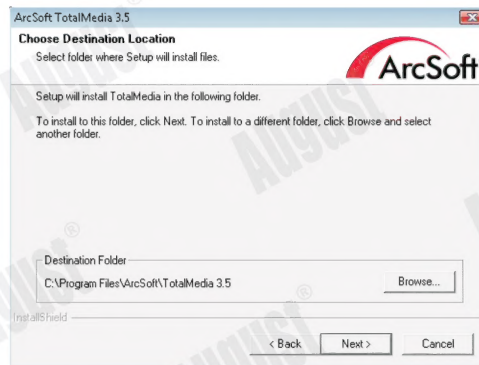 ArcSoft TotalMedia 3.5
Choose Destination Location
Select folder where Setup will install files.
ArcSoft
Setup will install TotalMedia in the following folder.
To install to this folder, click Next. To install to a different folder, click Browse and select
another folder.
August
August®
Destination Folder
C:\Program Files\ArcSoft\TotalMedia 3.5
Browse...
InstallShield
< Back
Next >
Cancel